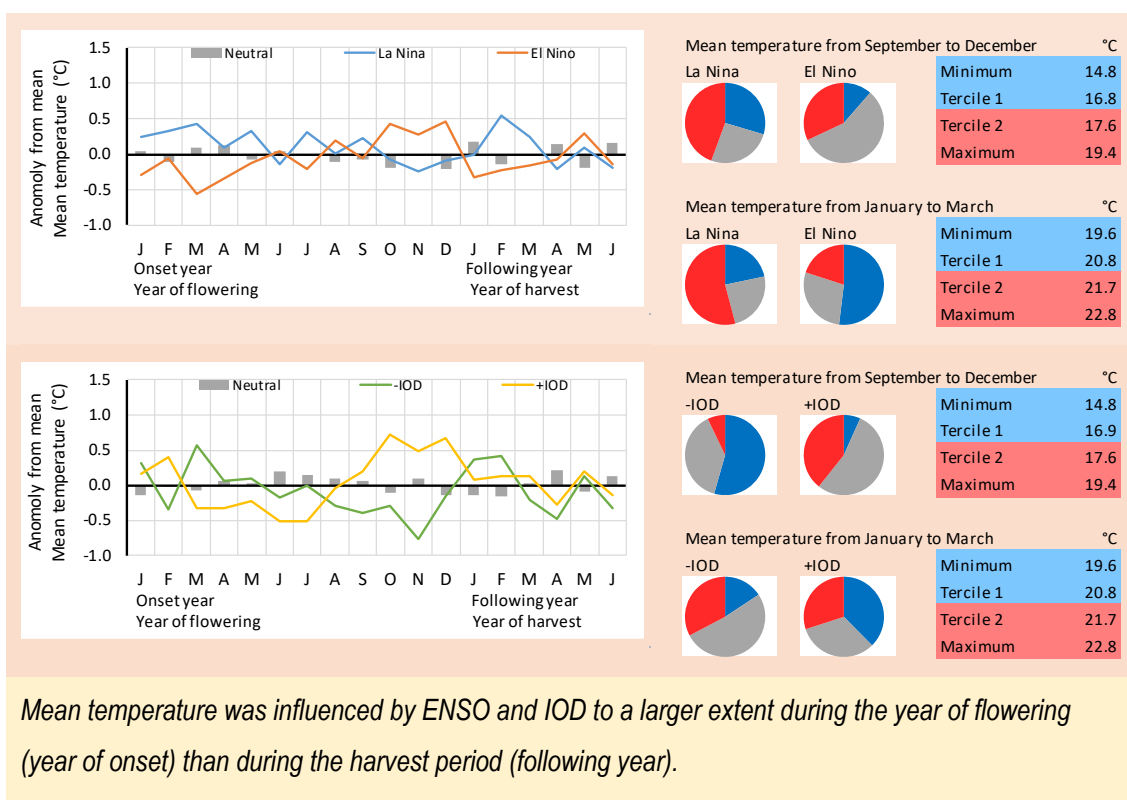 1.5
1.0
0.5
0.0
-0.5
-1.0
Anomoly from mean
Mean temperature (°C)
Neutral La Nina El Nino
J F M A M J J A S O N D J F M A M J
Onset year Following year
Year of flowering Year of harvest
Mean temperature from September to December °C
La Nina El Nino
Minimum 14.8
Tercile 1 16.8
Tercile 2 17.6
Maximum 19.4
Mean temperature from January to March °C
La Nina El Nino
Minimum 19.6
Tercile 1 20.8
Tercile 2 21.7
Maximum 22.8
1.5
1.0
0.5
0.0
-0.5
-1.0
Anomoly from mean
Mean temperature (°C)
Neutral -IOD +IOD
J F M A M J J A S O N D J F M A M J
Onset year Following year
Year of flowering Year of harvest
Mean temperature from September to December °C
-IOD +IOD
Minimum 14.8
Tercile 1 16.9
Tercile 2 17.6
Maximum 19.4
Mean temperature from January to March °C
-IOD +IOD
Minimum 19.6
Tercile 1 20.8
Tercile 2 21.7
Maximum 22.8
Mean temperature was influenced by ENSO and IOD to a larger extent during the year of flowering
(year of onset) than during the harvest period (following year).